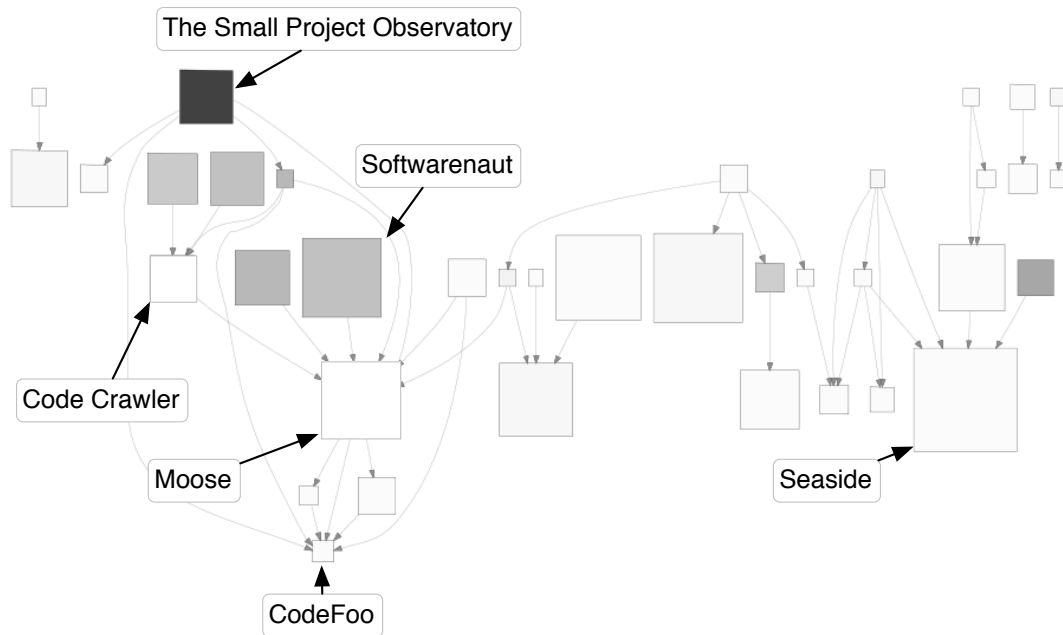 The Small Project Observatory
Softwarenaut
Code Crawler
Moose
Seaside
CodeFoo